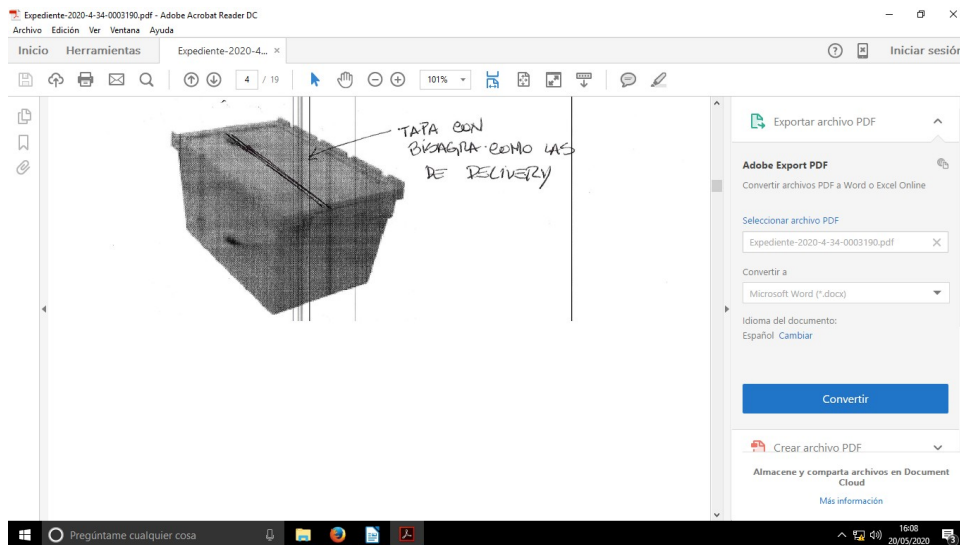 Expediente-2020-4-34-0003190.pdf - Adobe Acrobat Reader DC
Archivo Edición Ver Ventana Ayuda
Inicio Herramientas Expediente-2020-4... × Iniciar sesión
4 / 19 101%
TAPA CON
BISAGRA COMO LAS
DE DELIVERY
Exportar archivo PDF
Adobe Export PDF
Convertir archivos PDF a Word o Excel Online
Seleccionar archivo PDF
Expediente-2020-4-34-0003190.pdf
Convertir a
Microsoft Word (*.docx)
Idioma del documento:
Español Cambiar
Convertir
Crear archivo PDF
Almacene y comparta archivos en Document
Cloud
Más información
Pregúntame cualquier cosa
16:08
20/05/2020
3